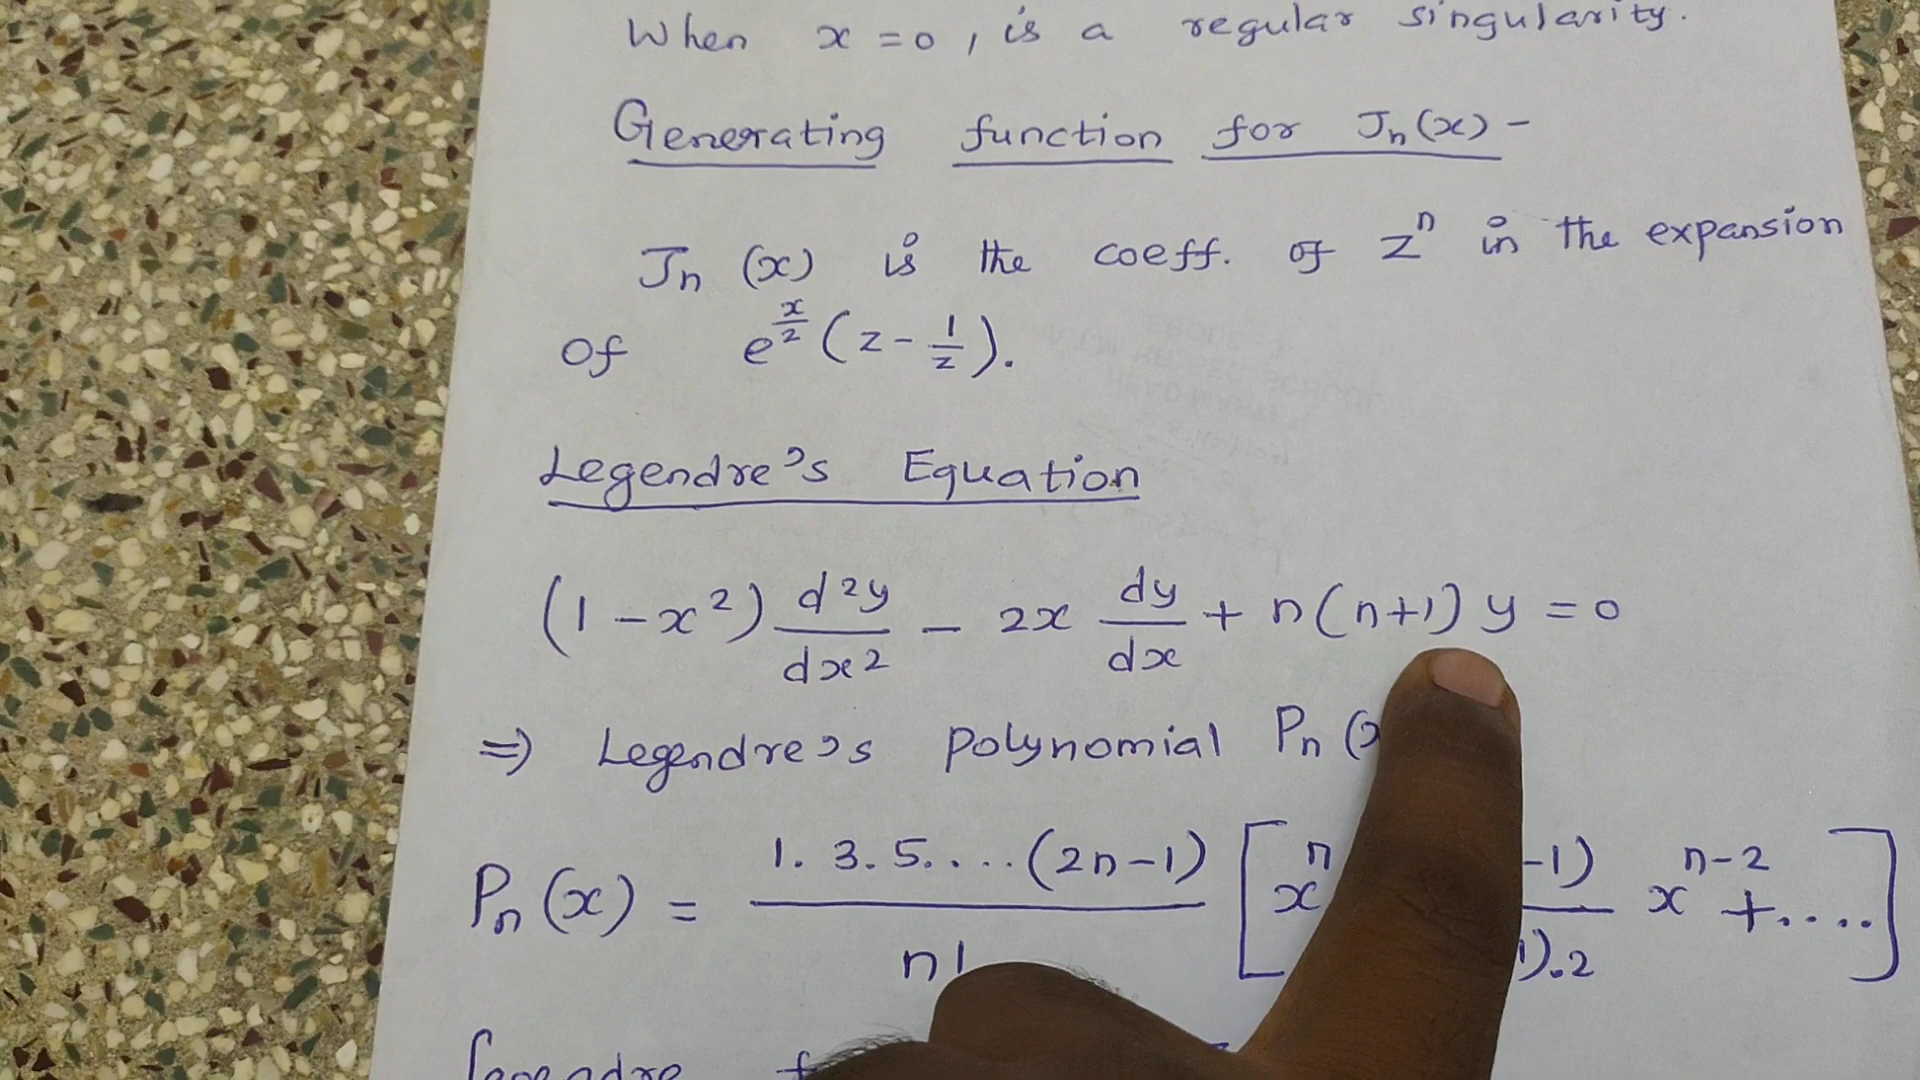 When x = 0, is a regular singularity.
Generating function for Jn(x) -
Jn (x) is the coeff. of z^n in the expansion
of e^(x/2) (z - 1/z).
Legendre's Equation
(1 - x²) d²y/dx² - 2x dy/dx + n(n+1) y = 0
⇒ Legendre's polynomial Pn (x
Pn (x) = 1. 3. 5. ... (2n-1) / n! [ x^n -1) / 1).2 x^(n-2) + .... ]
Legendre